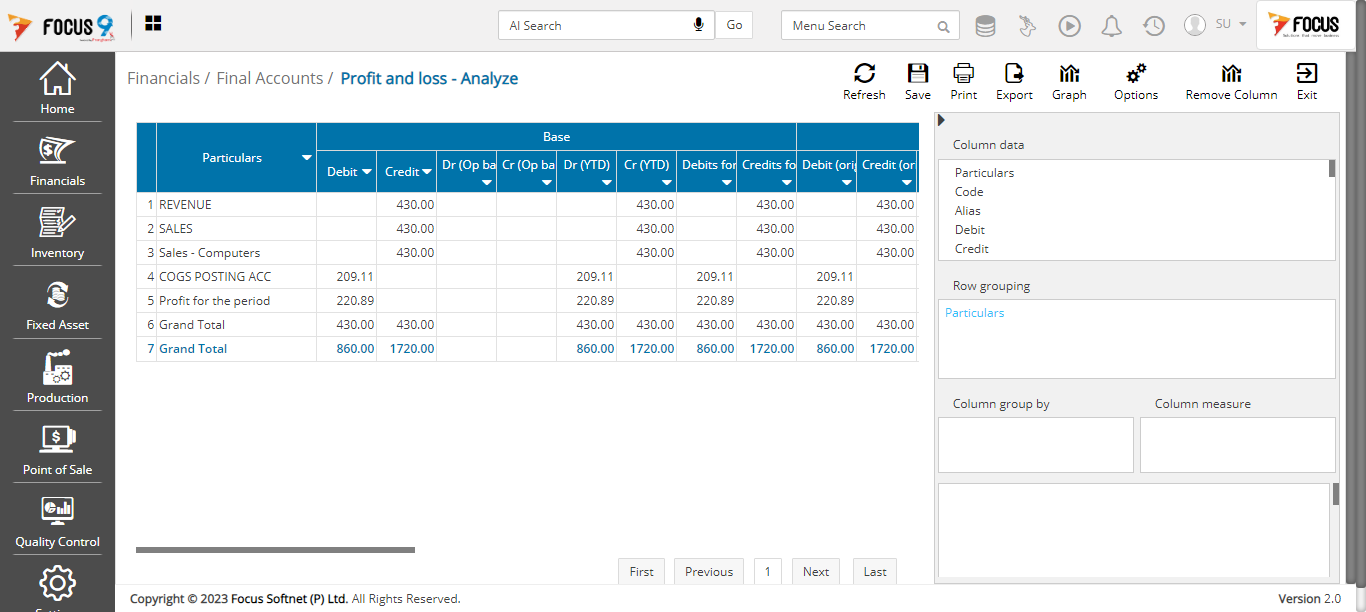 FOCUS 9
AI Search
Go
Menu Search
SU
FOCUS
Home
Financials
Inventory
Fixed Asset
Production
Point of Sale
Quality Control
Financials / Final Accounts / Profit and loss - Analyze
Refresh Save Print Export Graph Options Remove Column Exit
Base
Particulars Debit Credit Dr (Op ba Cr (Op ba Dr (YTD) Cr (YTD) Debits for Credits fo Debit (orig Credit (ori
1 REVENUE 430.00 430.00 430.00 430.00
2 SALES 430.00 430.00 430.00 430.00
3 Sales - Computers 430.00 430.00 430.00 430.00
4 COGS POSTING ACC 209.11 209.11 209.11 209.11
5 Profit for the period 220.89 220.89 220.89 220.89
6 Grand Total 430.00 430.00 430.00 430.00 430.00 430.00 430.00 430.00
7 Grand Total 860.00 1720.00 860.00 1720.00 860.00 1720.00 860.00 1720.00
First Previous 1 Next Last
Column data
Particulars
Code
Alias
Debit
Credit
Row grouping
Particulars
Column group by
Column measure
Copyright © 2023 Focus Softnet (P) Ltd. All Rights Reserved.
Version 2.0